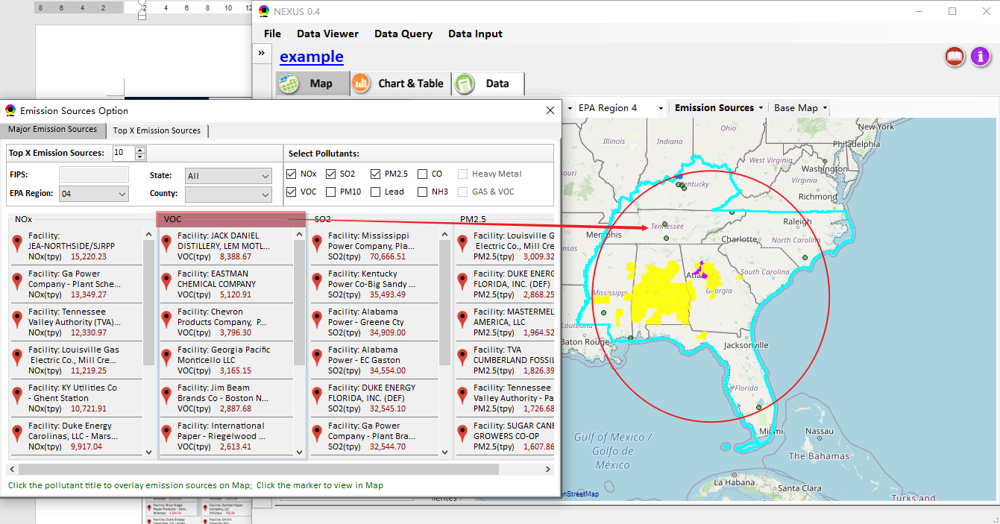 8 6 4 2 2 4 6 8 10 12
NEXUS 0.4
File Data Viewer Data Query Data Input
»
example
Map Chart & Table Data
EPA Region 4 Emission Sources Base Map
Emission Sources Option
Major Emission Sources Top X Emission Sources
Top X Emission Sources: 10
FIPS: State: All
EPA Region: 04 County:
Select Pollutants:
NOx SO2 PM2.5 CO Heavy Metal
VOC PM10 Lead NH3 GAS & VOC
NOx
Facility:
JEA-NORTHSIDE/SJRPP
NOx(tpy) 15,220.23
Facility: Ga Power
Company - Plant Sche...
NOx(tpy) 13,349.27
Facility: Tennessee
Valley Authority (TVA)...
NOx(tpy) 12,330.97
Facility: Louisville Gas
Electric Co., Mill Cre...
NOx(tpy) 11,219.25
Facility: KY Utilities Co
- Ghent Station
NOx(tpy) 10,721.91
Facility: Duke Energy
Carolinas, LLC - Mars...
NOx(tpy) 9,917.04
VOC
Facility: JACK DANIEL
DISTILLERY, LEM MOTL...
VOC(tpy) 8,388.67
Facility: EASTMAN
CHEMICAL COMPANY
VOC(tpy) 5,120.91
Facility: Chevron
Products Company, P...
VOC(tpy) 3,796.30
Facility: Georgia Pacific
Monticello LLC
VOC(tpy) 3,165.15
Facility: Jim Beam
Brands Co - Boston N...
VOC(tpy) 2,887.68
Facility: International
Paper - Riegelwood ...
VOC(tpy) 2,613.41
SO2
Facility: Mississippi
Power Company, Pla...
SO2(tpy) 70,666.51
Facility: Kentucky
Power Co-Big Sandy ...
SO2(tpy) 35,493.49
Facility: Alabama
Power - Greene Cty
SO2(tpy) 34,909.00
Facility: Alabama
Power - EC Gaston
SO2(tpy) 34,554.00
Facility: DUKE ENERGY
FLORIDA, INC. (DEF)
SO2(tpy) 32,545.10
Facility: Ga Power
Company - Plant Bra...
SO2(tpy) 32,544.70
PM2.5
Facility: Louisville G
Electric Co., Mill Cre
PM2.5(tpy) 3,009.32
Facility: DUKE ENERG
FLORIDA, INC. (DEF)
PM2.5(tpy) 2,868.25
Facility: MASTERMEL
AMERICA, LLC
PM2.5(tpy) 1,964.52
Facility: TVA
CUMBERLAND FOSSIL
PM2.5(tpy) 1,826.39
Facility: Tennessee
Valley Authority - Pa
PM2.5(tpy) 1,726.68
Facility: SUGAR CANE
GROWERS CO-OP
PM2.5(tpy) 1,607.86
Click the pollutant title to overlay emission sources on Map; Click the marker to view in Map
New York
Ohio
Illinois
Indiana
Philadelphia
West Virginia
Washington
Kentucky
Virginia
Richmond
Tennessee
Raleigh
Memphis
Charlotte
North Carolina
South Carolina
Atla
Mississippi
Georgia
Louisiana
Baton Rouge
Jacksonville
Florida
Miami
Nassau
Gulf of Mexico /
Golfo de
México
The Bahamas
La Habana
Santa Clara
Turks and
enStreetMap
Facility: Blue Ridge
Paper Products - Cant...
Facility: Domtar Paper
Company, LLC
Facility: Duke Energy